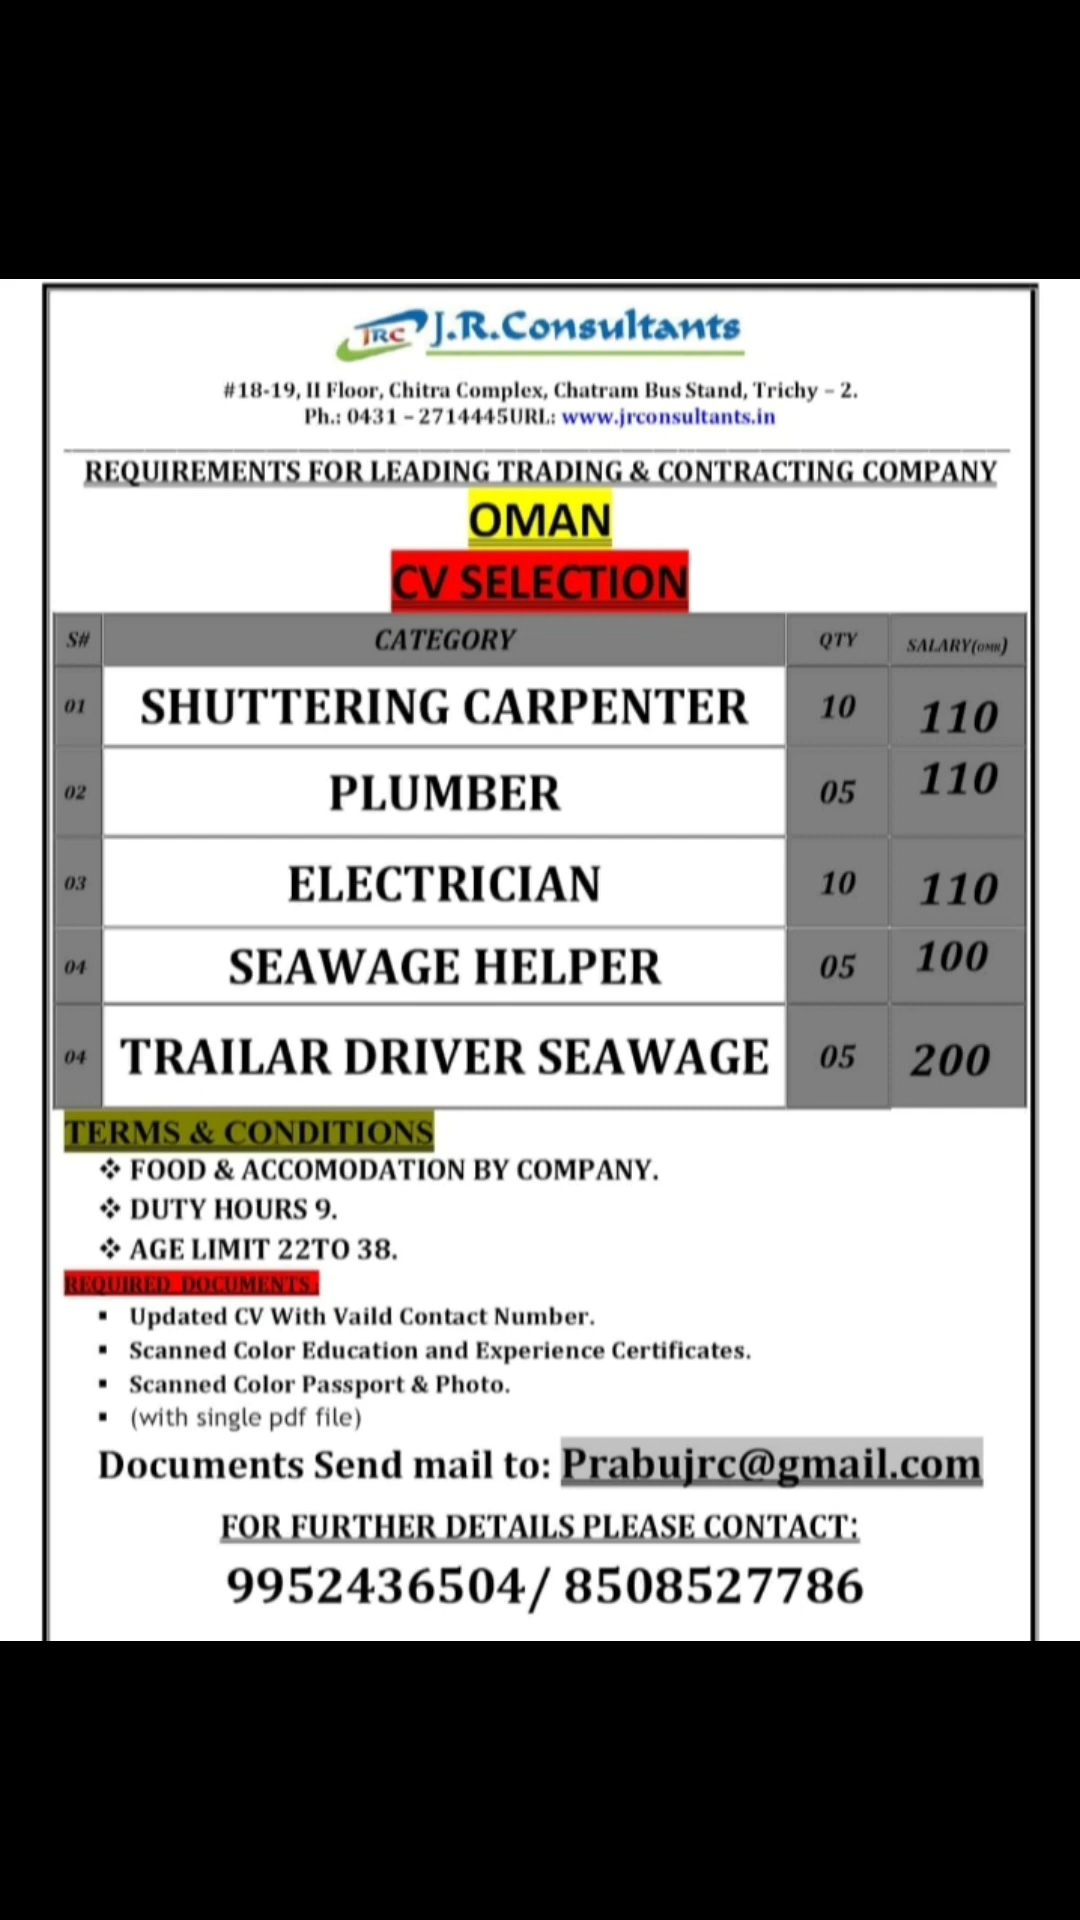 JRC J.R.Consultants
#18-19, II Floor, Chitra Complex, Chatram Bus Stand, Trichy – 2.
Ph.: 0431 – 2714445URL: www.jrconsultants.in
REQUIREMENTS FOR LEADING TRADING & CONTRACTING COMPANY
OMAN
CV SELECTION
S# CATEGORY QTY SALARY(OMR)
01 SHUTTERING CARPENTER 10 110
02 PLUMBER 05 110
03 ELECTRICIAN 10 110
04 SEAWAGE HELPER 05 100
04 TRAILAR DRIVER SEAWAGE 05 200
TERMS & CONDITIONS
❖ FOOD & ACCOMODATION BY COMPANY.
❖ DUTY HOURS 9.
❖ AGE LIMIT 22TO 38.
REQUIRED DOCUMENTS :
▪ Updated CV With Vaild Contact Number.
▪ Scanned Color Education and Experience Certificates.
▪ Scanned Color Passport & Photo.
▪ (with single pdf file)
Documents Send mail to: Prabujrc@gmail.com
FOR FURTHER DETAILS PLEASE CONTACT:
9952436504/ 8508527786